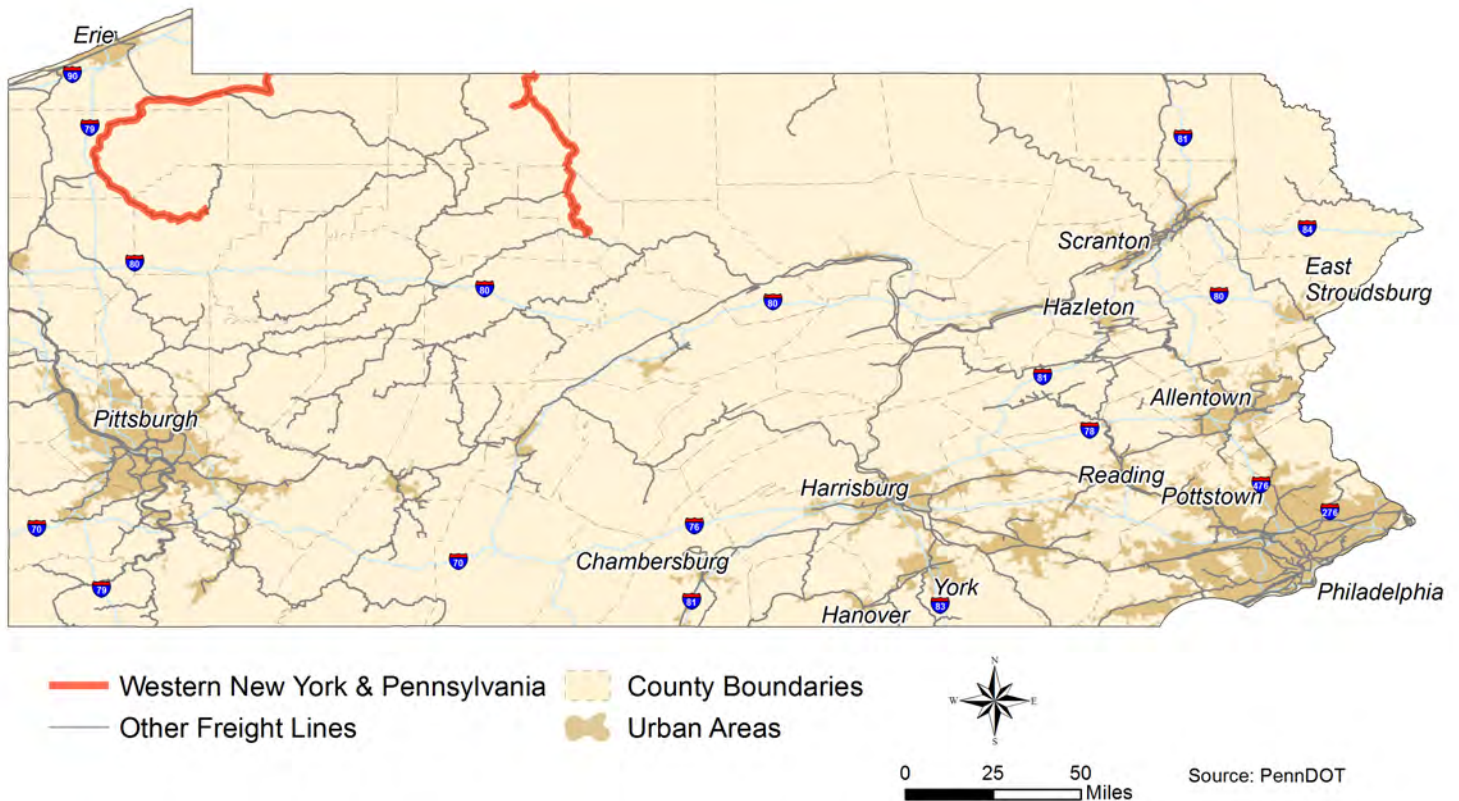 Erie
90
79
81
84
Scranton
80
East
Stroudsburg
80
80
80
Hazleton
81
Allentown
Pittsburgh
78
Reading
Harrisburg
Pottstown
476
276
70
76
70
Chambersburg
79
81
York
83
Hanover
Philadelphia
Western New York & Pennsylvania
County Boundaries
Other Freight Lines
Urban Areas
N
W
E
S
0
25
50
Miles
Source: PennDOT